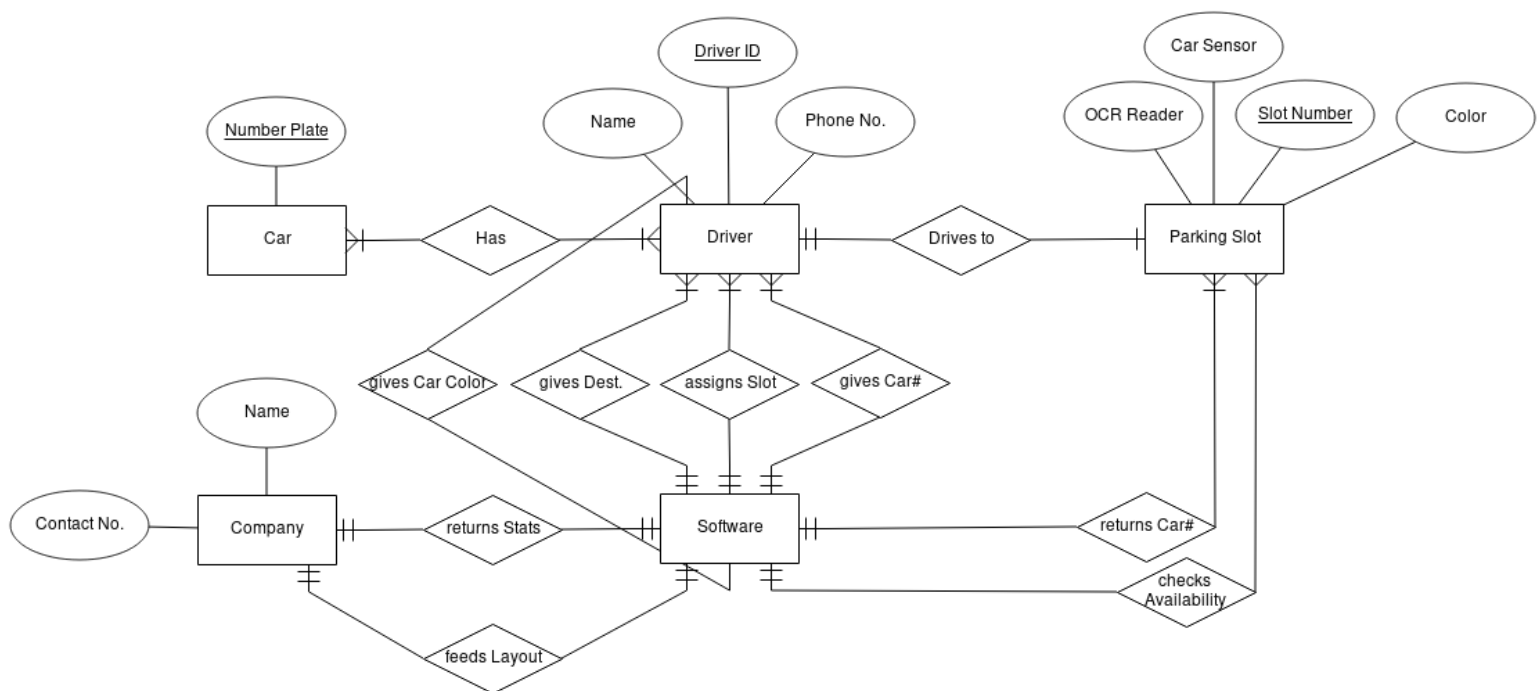 Car Sensor
Driver ID
OCR Reader
Slot Number
Color
Name
Phone No.
Number Plate
Car
Has
Driver
Drives to
Parking Slot
gives Car Color
gives Dest.
assigns Slot
gives Car#
Name
Contact No.
Company
returns Stats
Software
returns Car#
checks
Availability
feeds Layout